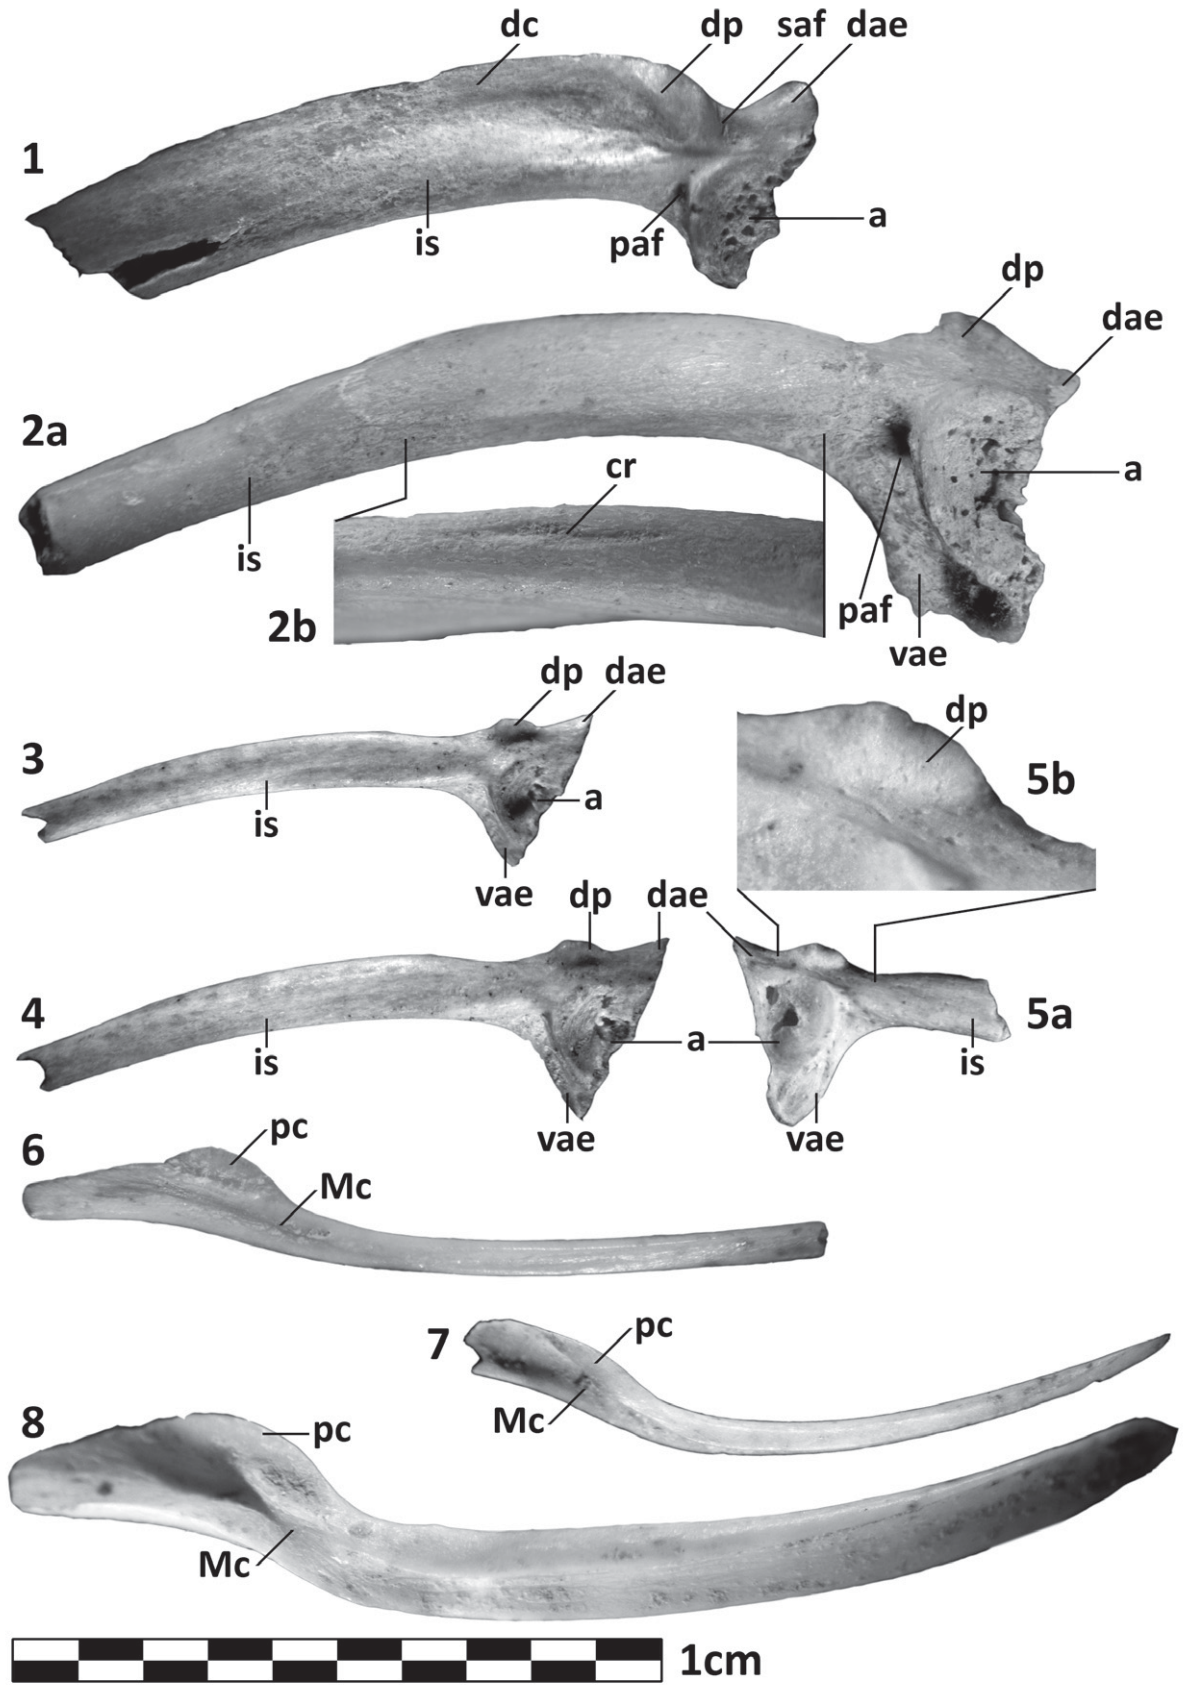 dc dp saf dae
1
is paf a
dp
dae
2a
cr
a
is
2b
paf
vae
dp dae
3
dp
5b
a
is
vae
dp dae
4
a
5a
is
is
vae
vae
pc
6
Mc
7
pc
Mc
8
pc
Mc
1cm